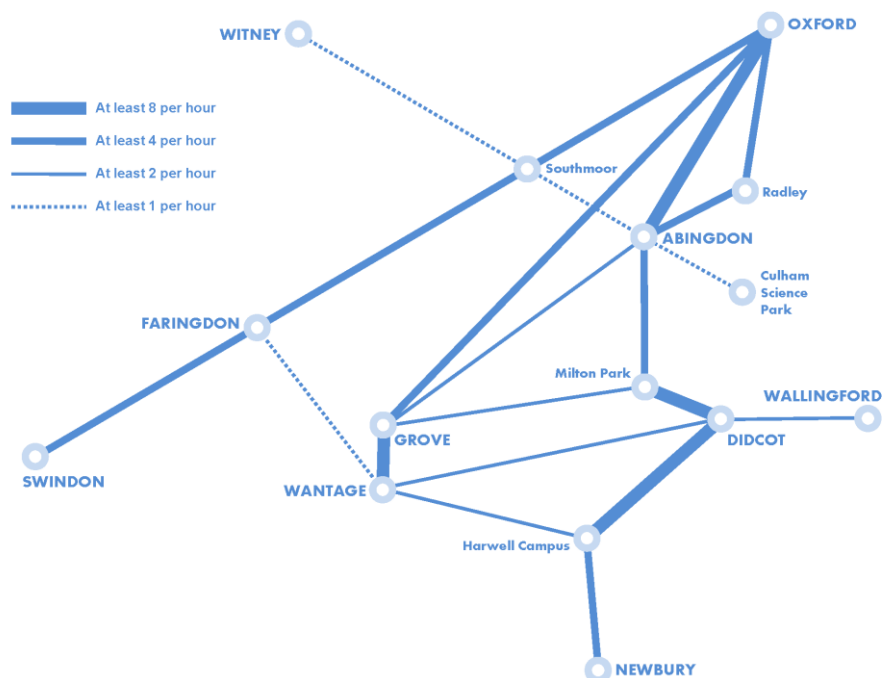 OXFORD
WITNEY
At least 8 per hour
At least 4 per hour
At least 2 per hour
At least 1 per hour
Southmoor
Radley
ABINGDON
Culham
Science
Park
FARINGDON
Milton Park
WALLINGFORD
GROVE
DIDCOT
SWINDON
WANTAGE
Harwell Campus
NEWBURY